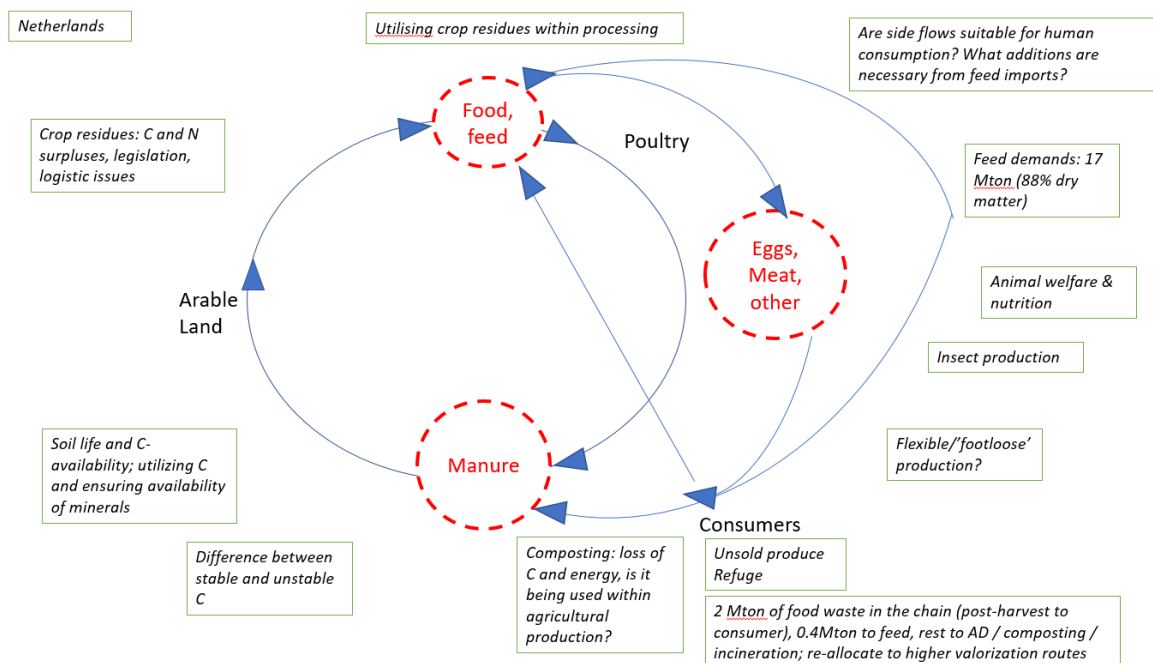 Netherlands
Utilising crop residues within processing
Are side flows suitable for human
consumption? What additions are
necessary from feed imports?
Food,
feed
Poultry
Crop residues: C and N
surpluses, legislation,
logistic issues
Feed demands: 17
Mton (88% dry
matter)
Eggs,
Meat,
other
Arable
Land
Animal welfare &
nutrition
Insect production
Soil life and C-
availability; utilizing C
and ensuring availability
of minerals
Manure
Flexible/'footloose'
production?
Consumers
Difference between
stable and unstable
C
Composting: loss of
C and energy, is it
being used within
agricultural
production?
Unsold produce
Refuge
2 Mton of food waste in the chain (post-harvest to
consumer), 0.4Mton to feed, rest to AD / composting /
incineration; re-allocate to higher valorization routes